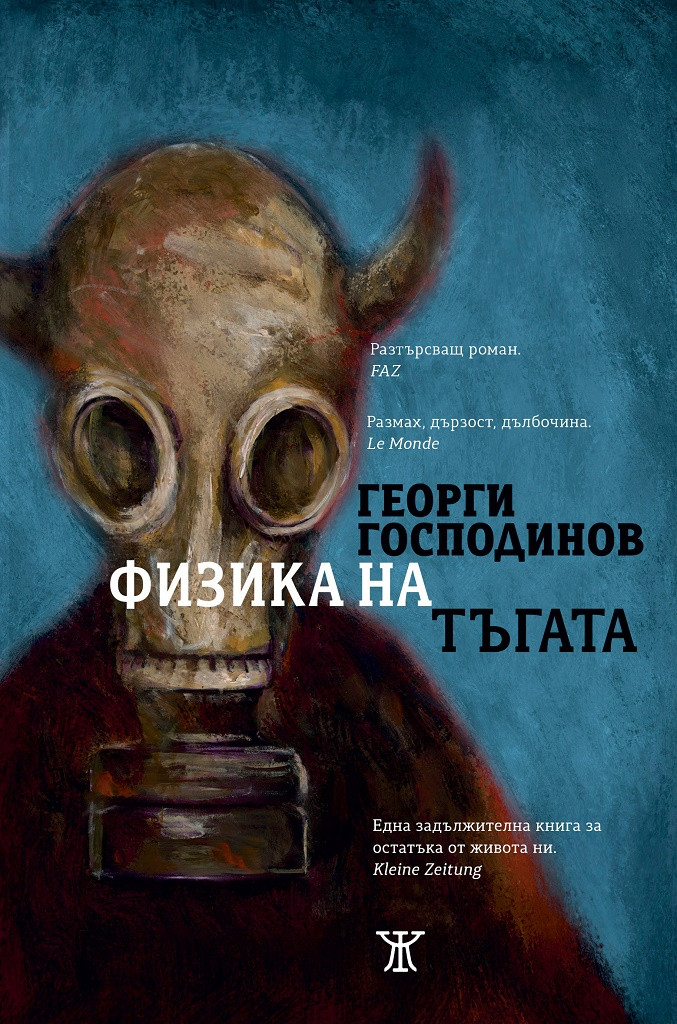 Разтърсващ роман.
FAZ
Размах, дързост, дълбочина.
Le Monde
ГЕОРГИ
ГОСПОДИНОВ
ФИЗИКА НА
ТЪГАТА
Една задължителна книга за
остатъка от живота ни.
Kleine Zeitung
Ж